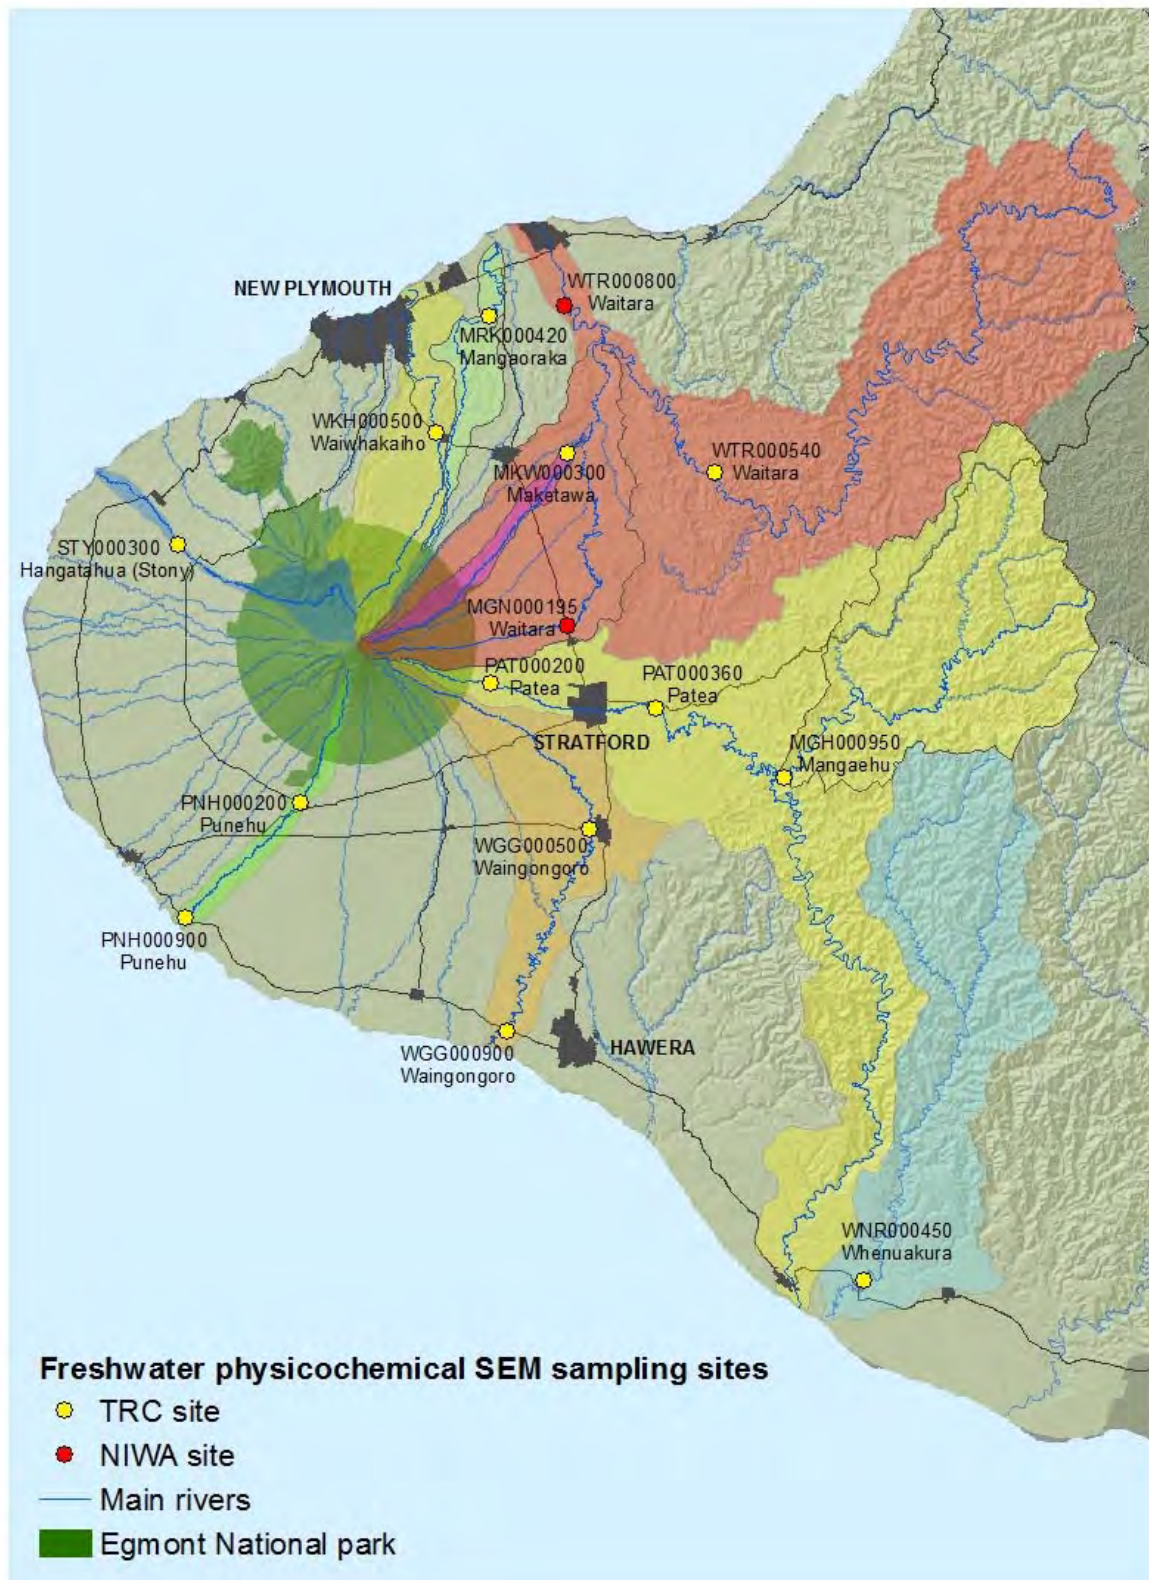 WTR000800
Waitara
NEW PLYMOUTH
MRK000420
Mangaoraka
WKH000500
Waiwhakaiho
WTR000540
Waitara
MKW000300
Maketawa
STY000300
Hangatahua (Stony)
MGN000195
Waitara
PAT000200
Patea
PAT000360
Patea
STRATFORD
MGH000950
Mangaehu
PNH000200
Punehu
WGG000500
Waingongoro
PNH000900
Punehu
WGG000900
Waingongoro
HAWERA
WNR000450
Whenuakura
Freshwater physicochemical SEM sampling sites
TRC site
NIWA site
Main rivers
Egmont National park